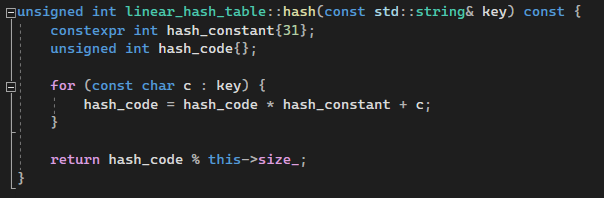 unsigned int linear_hash_table::hash(const std::string& key) const {
    constexpr int hash_constant{31};
    unsigned int hash_code{};

    for (const char c : key) {
        hash_code = hash_code * hash_constant + c;
    }

    return hash_code % this->size_;
}